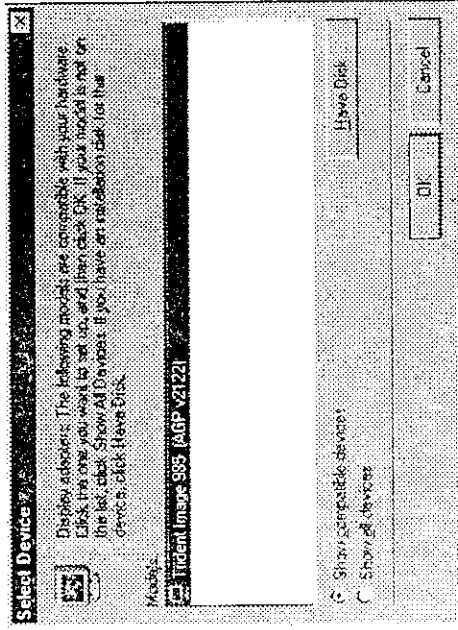 Select Device
Display adapters: The following models are compatible with your hardware.
Click the one you want to set up, and then click OK. If your model is not on
the list, click Show All Devices. If you have an installation disk for this
device, click Have Disk.
Models:
Trident Image 985 (AGP v2122)
Show compatible devices
Show all devices
Have Disk
OK
Cancel